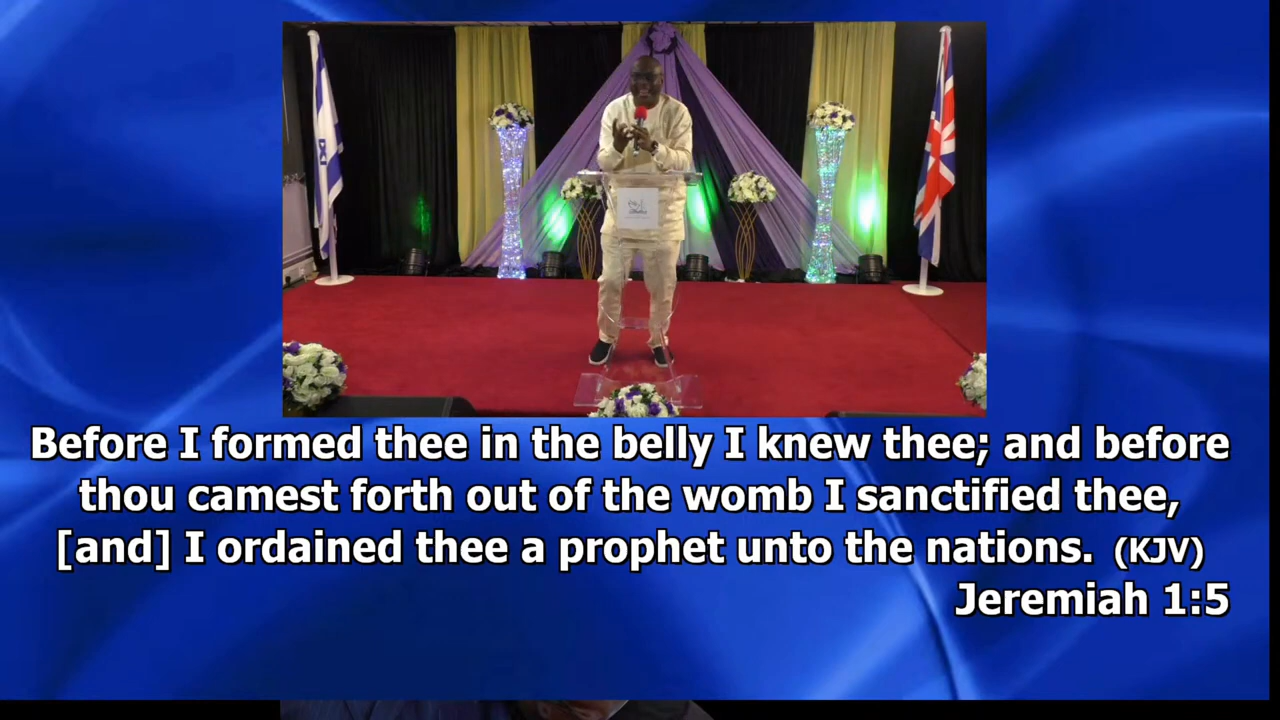 Before I formed thee in the belly I knew thee; and before
thou camest forth out of the womb I sanctified thee,
[and] I ordained thee a prophet unto the nations. (KJV)
Jeremiah 1:5